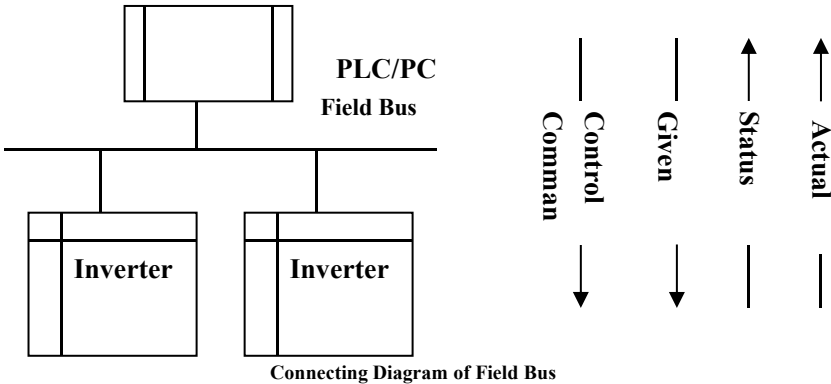 PLC/PC
Field Bus
Inverter
Inverter
Control
Comman
Given
Status
Actual
Connecting Diagram of Field Bus